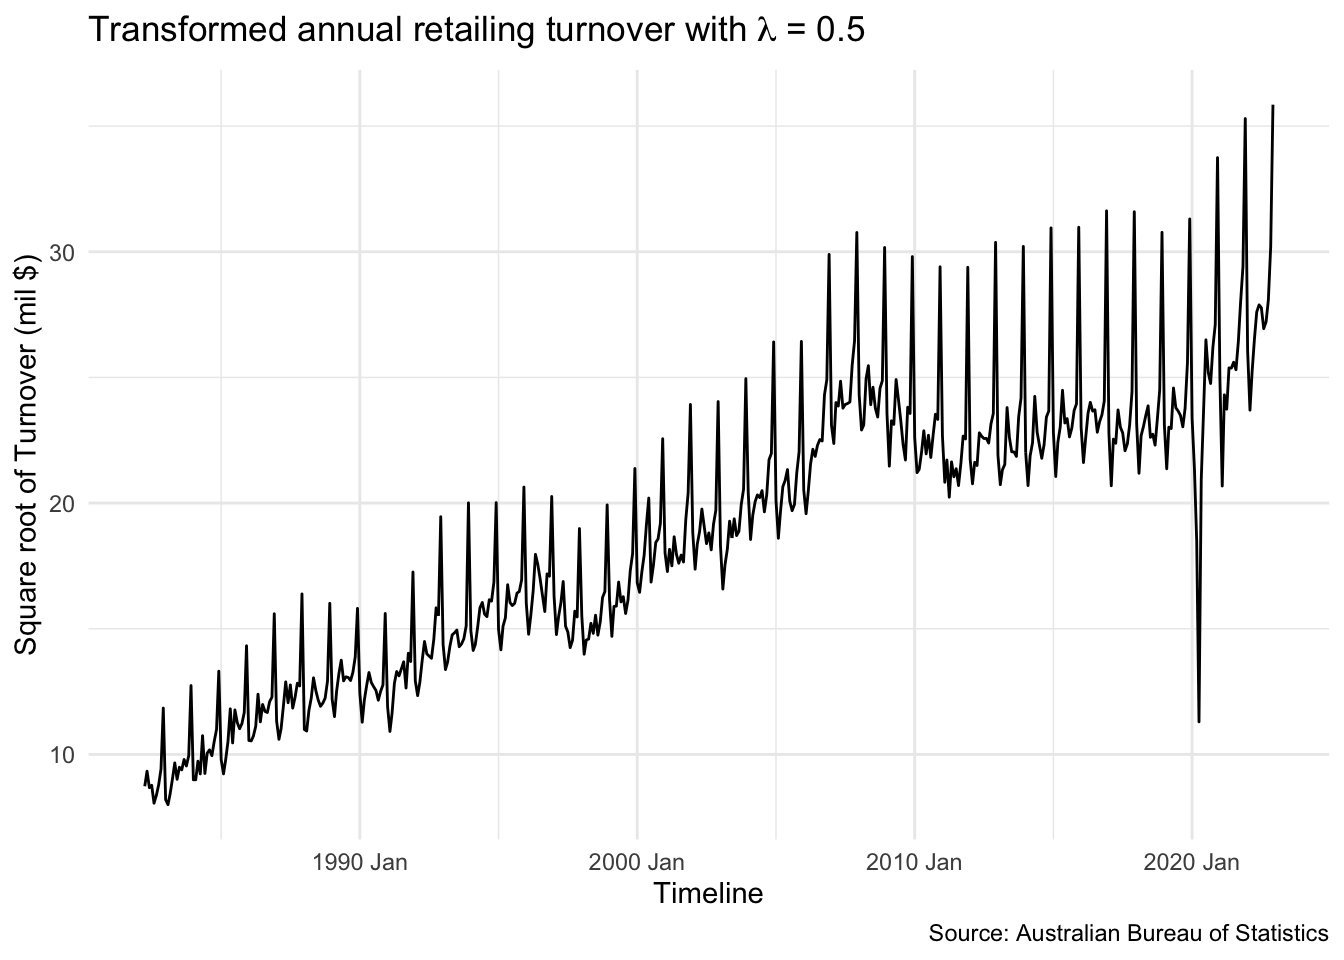 Transformed annual retailing turnover with λ = 0.5
Square root of Turnover (mil $)
30
20
10
1990 Jan
2000 Jan
2010 Jan
2020 Jan
Timeline
Source: Australian Bureau of Statistics